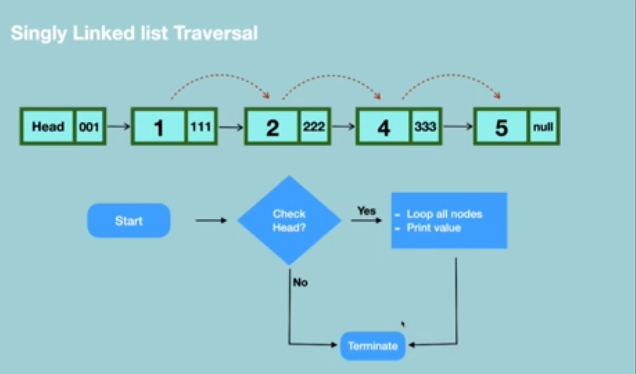 Singly Linked list Traversal
Head 001 1 111 2 222 4 333 5 null
Start
Check
Head?
Yes
- Loop all nodes
- Print value
No
Terminate